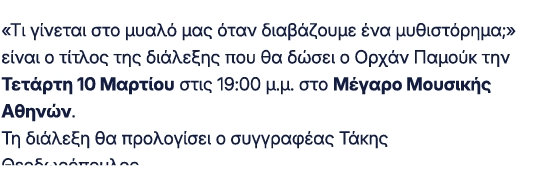 «Τι γίνεται στο μυαλό μας όταν διαβάζουμε ένα μυθιστόρημα;»
είναι ο τίτλος της διάλεξης που θα δώσει ο Ορχάν Παμούκ την
Τετάρτη 10 Μαρτίου στις 19:00 μ.μ. στο Μέγαρο Μουσικής
Αθηνών.
Τη διάλεξη θα προλογίσει ο συγγραφέας Τάκης
Θεοδωρόπουλος